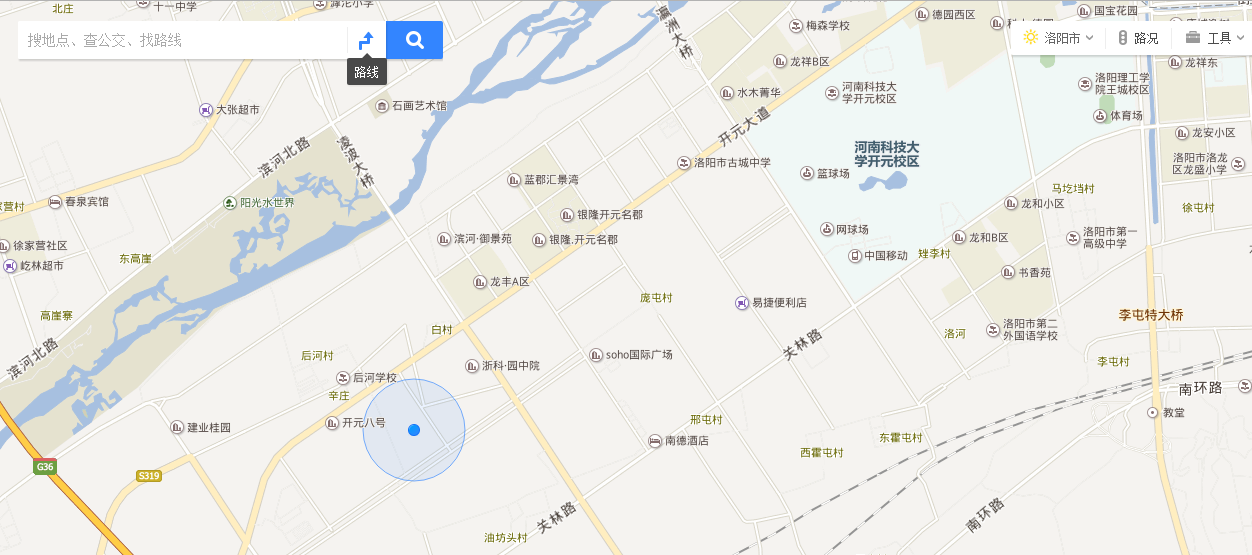 北庄
十一中学
漳沱小学
瀛洲大桥
梅森学校
德园西区
国宝花园
搜地点、查公交、找路线
路线
洛阳市
路况
工具
龙祥B区
龙祥东
水木菁华
河南科技大
学开元校区
洛阳理工学
院王城校区
大张超市
石画艺术馆
体育场
开元大道
龙安小区
滨河北路
凌波大桥
河南科技大
学开元校区
洛阳市古城中学
洛阳市洛龙
区龙盛小学
蓝郡汇景湾
篮球场
马圪垱村
春泉宾馆
阳光水世界
家营村
龙和小区
徐屯村
银隆开元名郡
网球场
滨河·御景苑
银隆.开元名郡
龙和B区
洛阳市第一
高级中学
徐家营社区
中国移动
矬李村
东高崖
屹林超市
书香苑
龙丰A区
庞屯村
易捷便利店
高崖寨
李屯特大桥
白村
洛阳市第二
外国语学校
洛河
关林路
滨河北路
后河村
soho国际广场
浙科·园中院
李屯村
后河学校
南环路
辛庄
教堂
开元八号
邢屯村
建业桂园
南德酒店
东霍屯村
西霍屯村
G36
S319
关林路
南环路
油坊头村